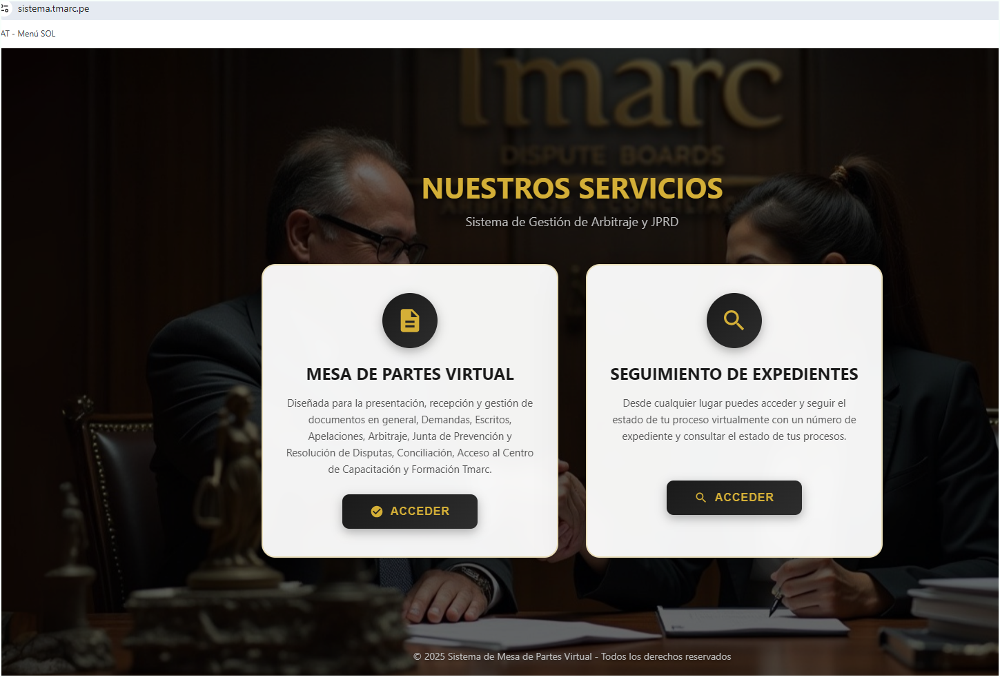 sistema.tmarc.pe
AT - Menú SOL
Tmarc
DISPUTE BOARDS
NUESTROS SERVICIOS
Sistema de Gestión de Arbitraje y JPRD
MESA DE PARTES VIRTUAL
Diseñada para la presentación, recepción y gestión de
documentos en general, Demandas, Escritos,
Apelaciones, Arbitraje, Junta de Prevención y
Resolución de Disputas, Conciliación, Acceso al Centro
de Capacitación y Formación Tmarc.
ACCEDER
SEGUIMIENTO DE EXPEDIENTES
Desde cualquier lugar puedes acceder y seguir el
estado de tu proceso virtualmente con un número de
expediente y consultar el estado de tus procesos.
ACCEDER
© 2025 Sistema de Mesa de Partes Virtual - Todos los derechos reservados